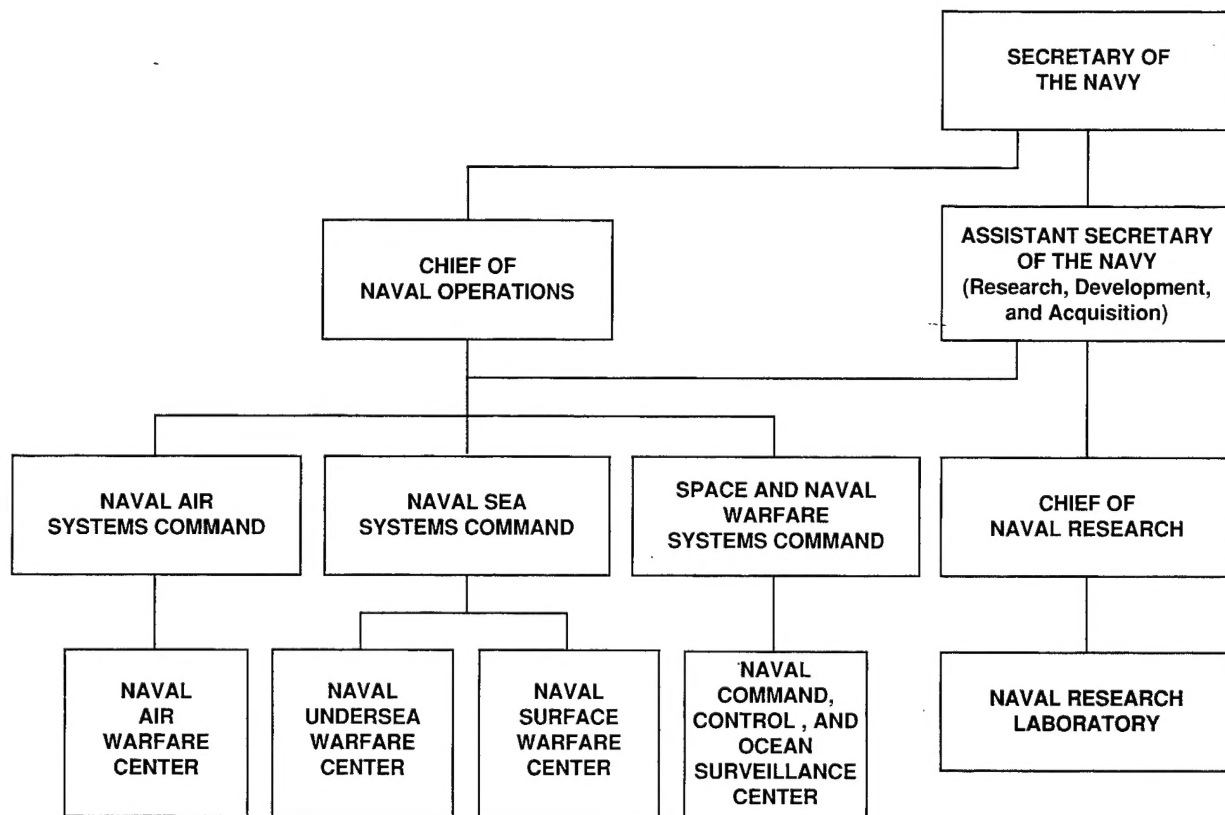 SECRETARY OF
THE NAVY
CHIEF OF
NAVAL OPERATIONS
ASSISTANT SECRETARY
OF THE NAVY
(Research, Development,
and Acquisition)
NAVAL AIR
SYSTEMS COMMAND
NAVAL SEA
SYSTEMS COMMAND
SPACE AND NAVAL
WARFARE
SYSTEMS COMMAND
CHIEF OF
NAVAL RESEARCH
NAVAL
AIR
WARFARE
CENTER
NAVAL
UNDERSEA
WARFARE
CENTER
NAVAL
SURFACE
WARFARE
CENTER
NAVAL
COMMAND,
CONTROL , AND
OCEAN
SURVEILLANCE
CENTER
NAVAL RESEARCH
LABORATORY